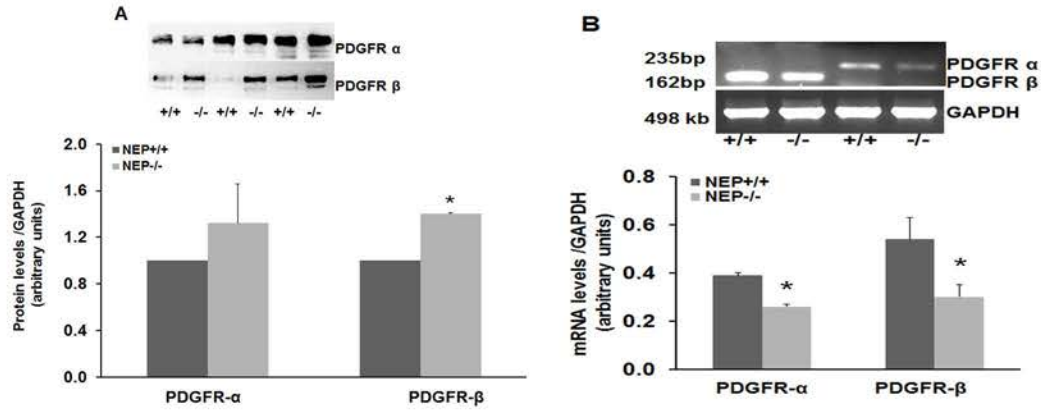 A
PDGFR α
PDGFR β
+/+ -/- +/+ -/- +/+ -/-
2.0
1.6
1.2
0.8
0.4
0.0
Protein levels /GAPDH
(arbitrary units)
NEP+/+
NEP-/-
*
PDGFR-α PDGFR-β
B
235bp
162bp
498 kb
PDGFR α
PDGFR β
GAPDH
+/+ -/- +/+ -/-
0.8
0.6
0.4
0.2
0.0
mRNA levels /GAPDH
(arbitrary units)
NEP+/+
NEP-/-
*
*
PDGFR-α PDGFR-β